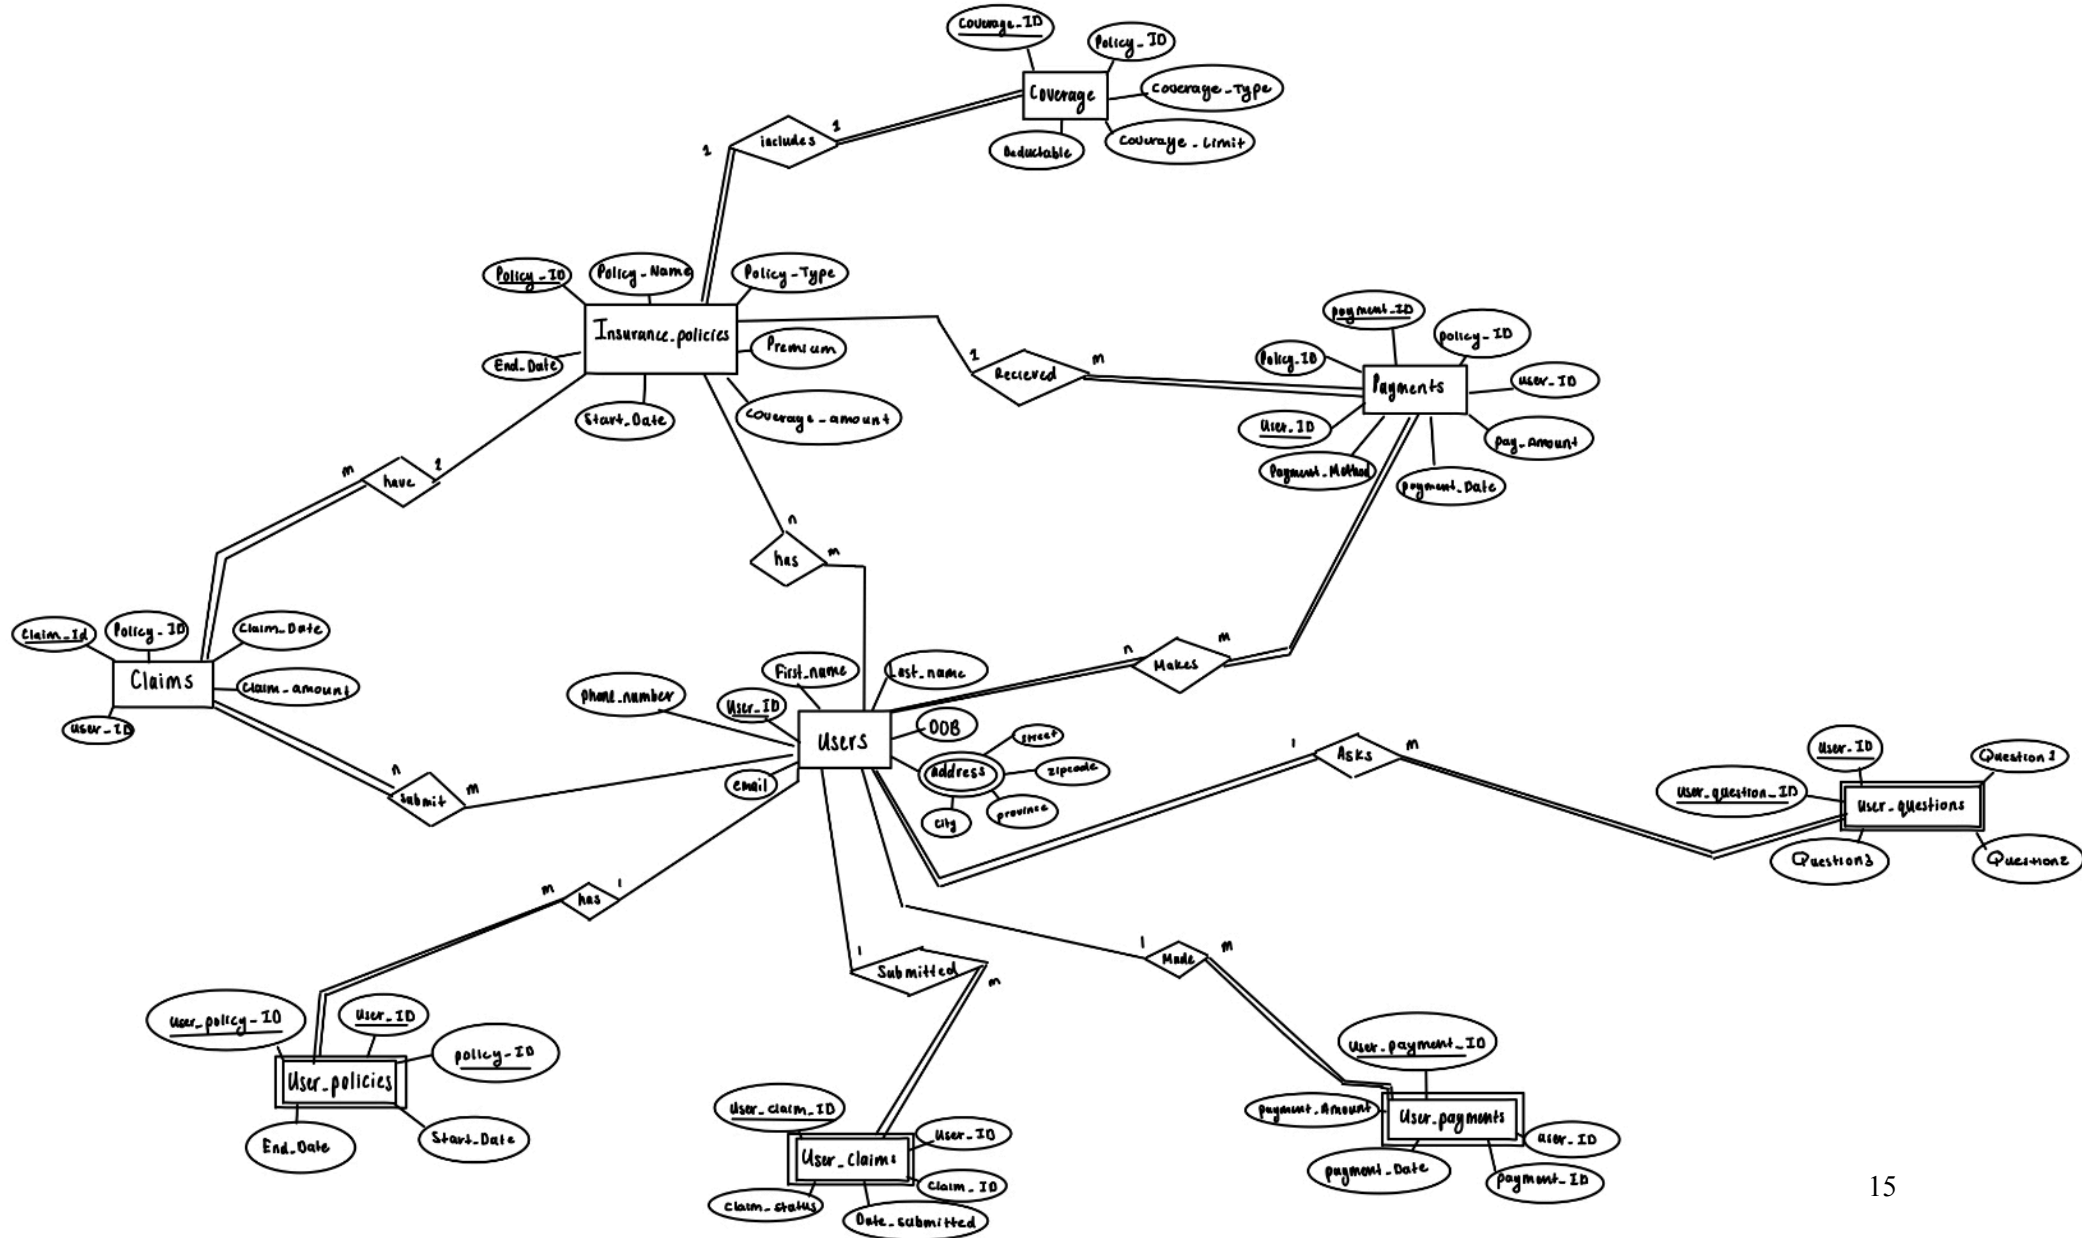 Coverage_ID
Policy_ID
Coverage
Coverage_Type
Coverage_Limit
Deductable
1
includes
1
Policy_ID
Policy_Name
Policy_Type
Insurance_policies
Premium
End_Date
Start_Date
Coverage_amount
1
Recieved
m
payment_ID
policy_ID
Policy_ID
Payments
user_ID
User_ID
pay_Amount
Payment_Method
payment_Date
m
have
1
n
has
m
Claim_Id
Policy_ID
Claim_Date
Claims
Claim_amount
user_ID
n
Makes
m
First_name
Last_name
phone_number
User_ID
Users
DOB
email
Address
street
zipcode
province
City
n
submit
m
1
Asks
m
User_ID
Question1
User_question_ID
User_questions
Question3
Question2
m
has
1
1
Submitted
m
1
Made
m
User_policy_ID
User_ID
policy_ID
User_policies
End_Date
Start_Date
User_claim_ID
User_ID
User_Claims
Claim_ID
Claim_status
Date_submitted
User_payment_ID
payment_Amount
User_payments
user_ID
payment_Date
payment_ID
15